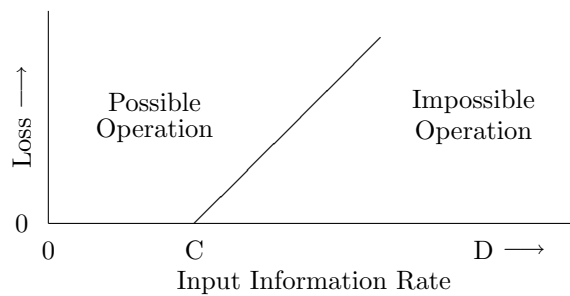 Loss →
Possible
Operation
Impossible
Operation
0
0
C
D →
Input Information Rate